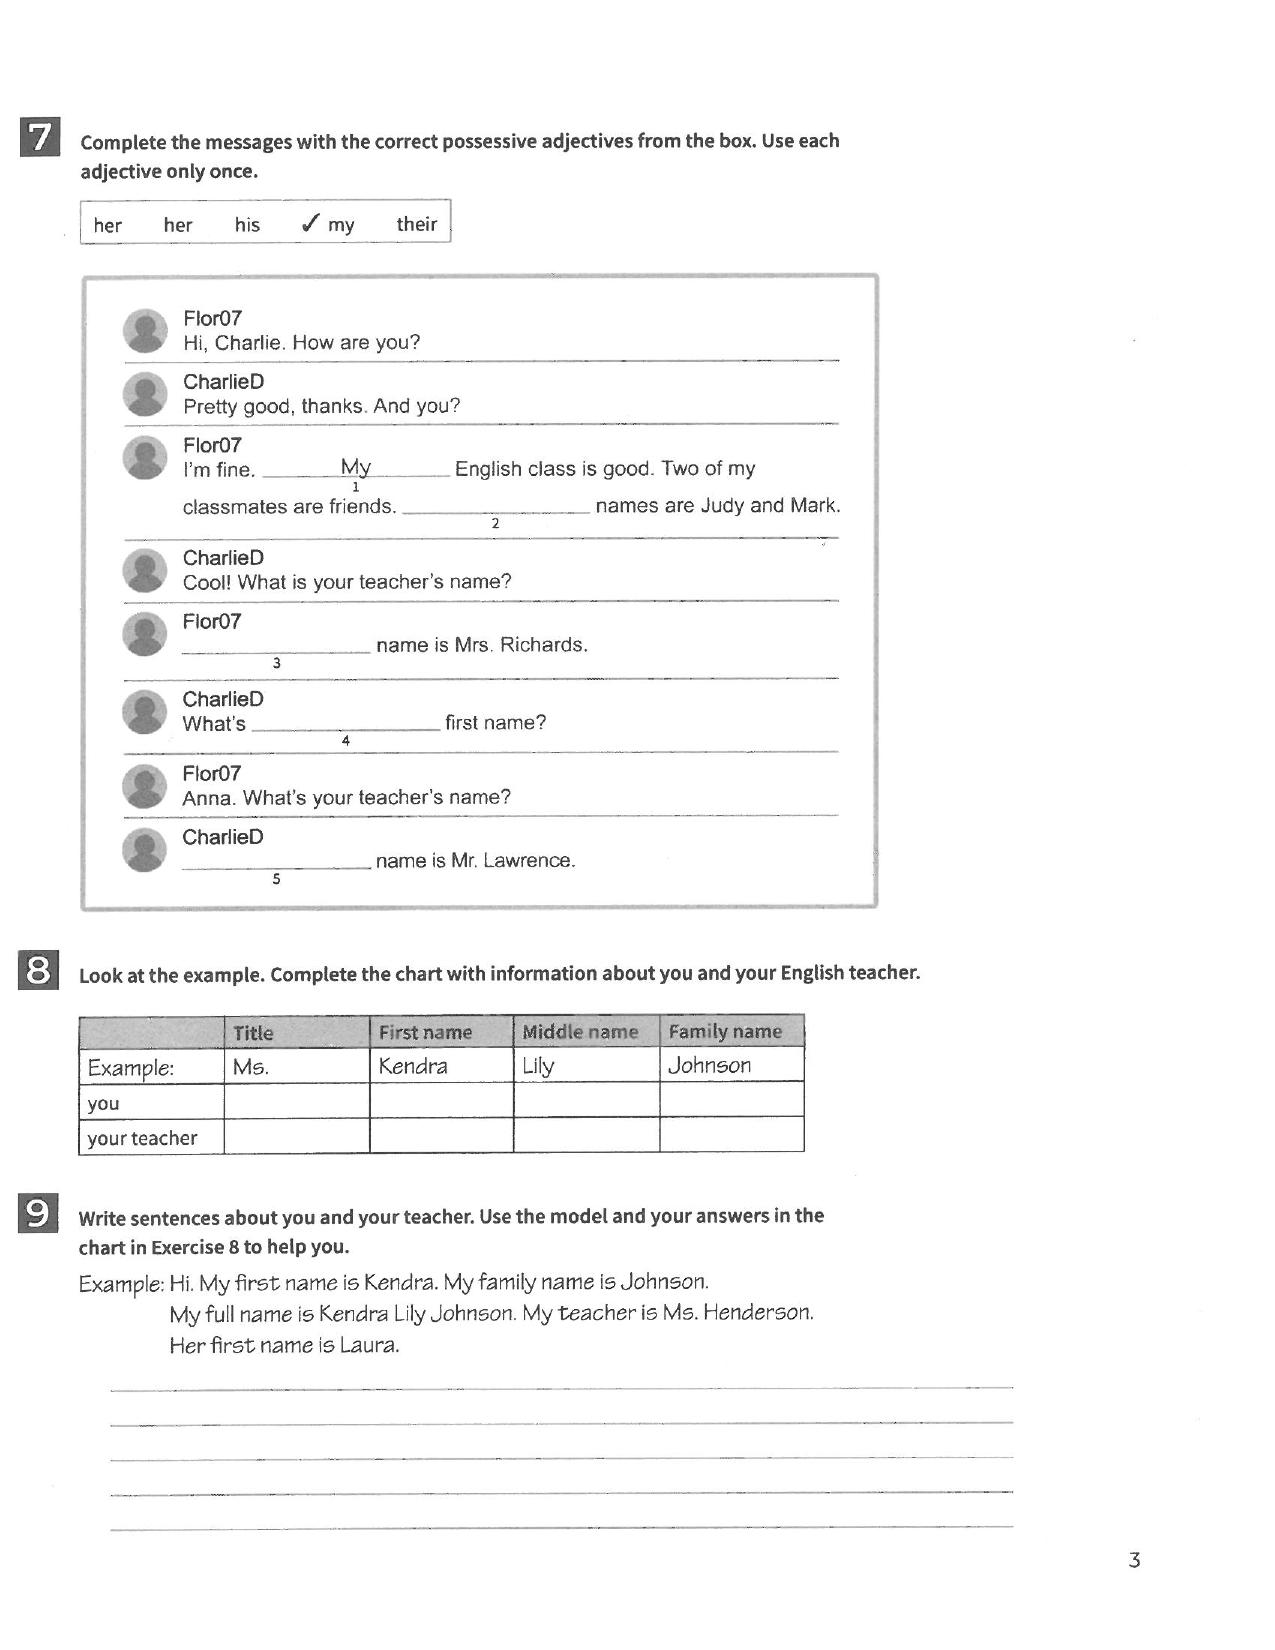 7 Complete the messages with the correct possessive adjectives from the box. Use each
adjective only once.
her her his ✓ my their
Flor07
Hi, Charlie. How are you?
CharlieD
Pretty good, thanks. And you?
Flor07
I'm fine. My English class is good. Two of my
1
classmates are friends. names are Judy and Mark.
2
CharlieD
Cool! What is your teacher's name?
Flor07
name is Mrs. Richards.
3
CharlieD
What's first name?
4
Flor07
Anna. What's your teacher's name?
CharlieD
name is Mr. Lawrence.
5
8 Look at the example. Complete the chart with information about you and your English teacher.
Title First name Middle name Family name
Example: Ms. Kendra Lily Johnson
you
your teacher
9 Write sentences about you and your teacher. Use the model and your answers in the
chart in Exercise 8 to help you.
Example: Hi. My first name is Kendra. My family name is Johnson.
My full name is Kendra Lily Johnson. My teacher is Ms. Henderson.
Her first name is Laura.
3